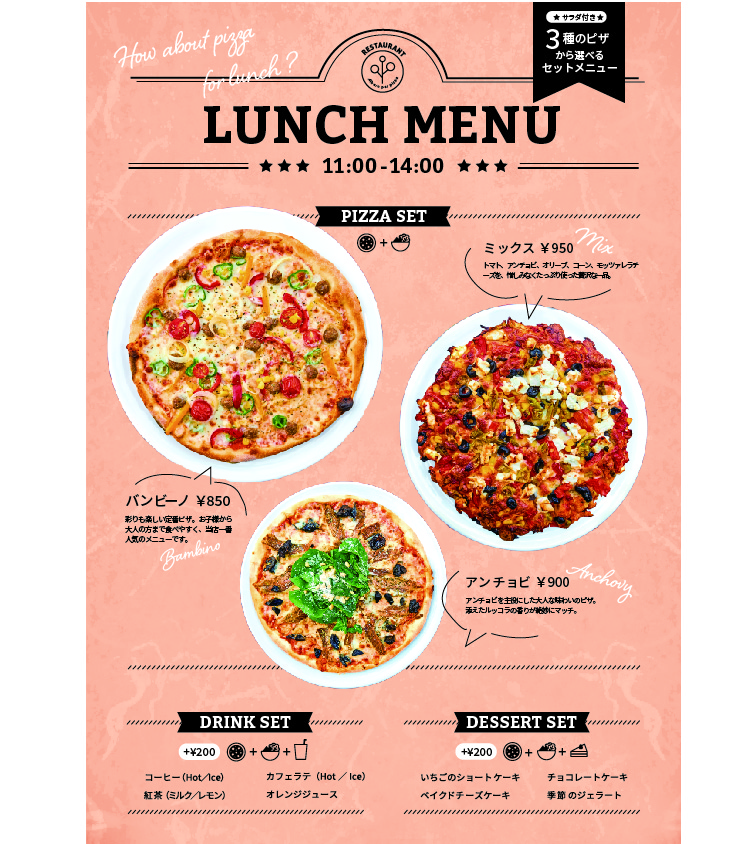 How about pizza
for lunch ?
RESTAURANT
サラダ付き
3種のピザ
から選べる
セットメニュー
LUNCH MENU
11:00-14:00
PIZZA SET
+
ミックス ¥950
Mix
トマト、アンチョビ、オリーブ、コーン、モッツァレラチ
ーズを、惜しみなくたっぷり使った贅沢な一品。
バンビーノ ¥850
彩りも楽しい定番ピザ。お子様から
大人の方まで食べやすく、当店一番
人気のメニューです。
Bambino
アンチョビ ¥900
Anchovy
アンチョビを主役にした大人な味わいのピザ。
添えたルッコラの香りが絶妙にマッチ。
DRINK SET
+¥200 + +
コーヒー（Hot／Ice） カフェラテ（Hot ／ Ice）
紅茶（ミルク／レモン） オレンジジュース
DESSERT SET
+¥200 + +
いちごのショートケーキ チョコレートケーキ
ベイクドチーズケーキ 季節のジェラート